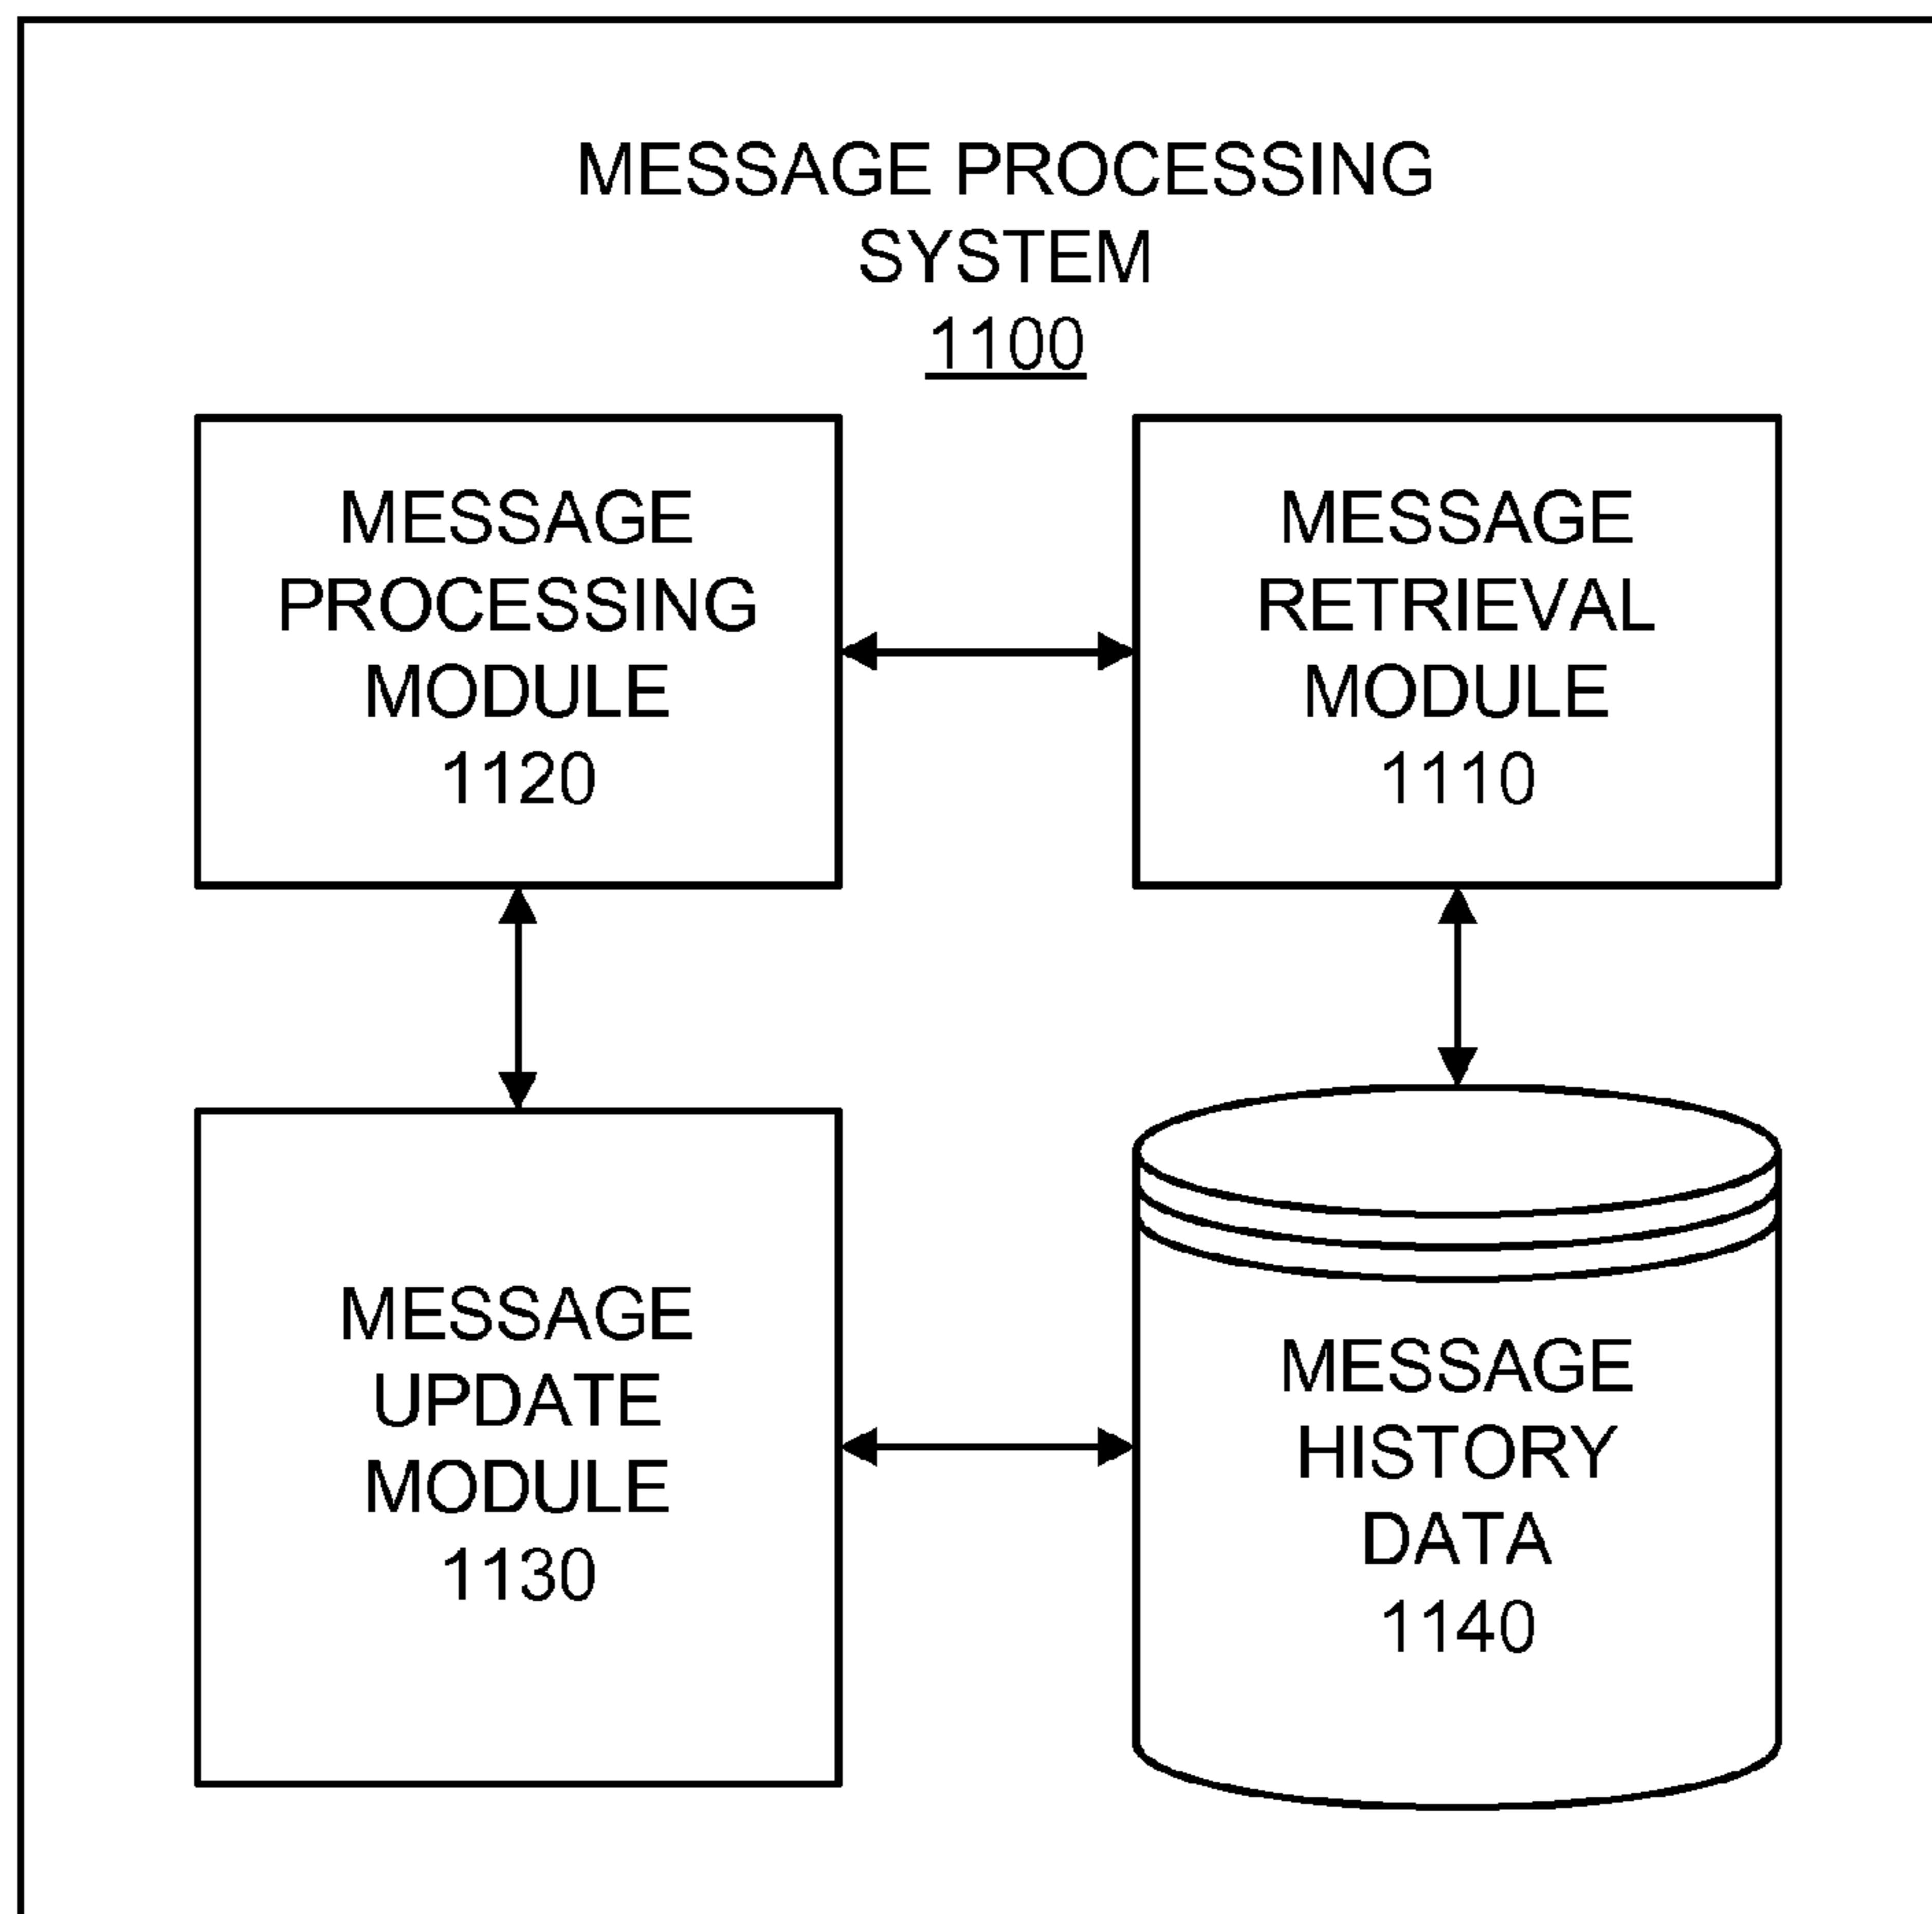 MESSAGE PROCESSING
SYSTEM
1100
MESSAGE
PROCESSING
MODULE
1120
MESSAGE
RETRIEVAL
MODULE
1110
MESSAGE
UPDATE
MODULE
1130
MESSAGE
HISTORY
DATA
1140